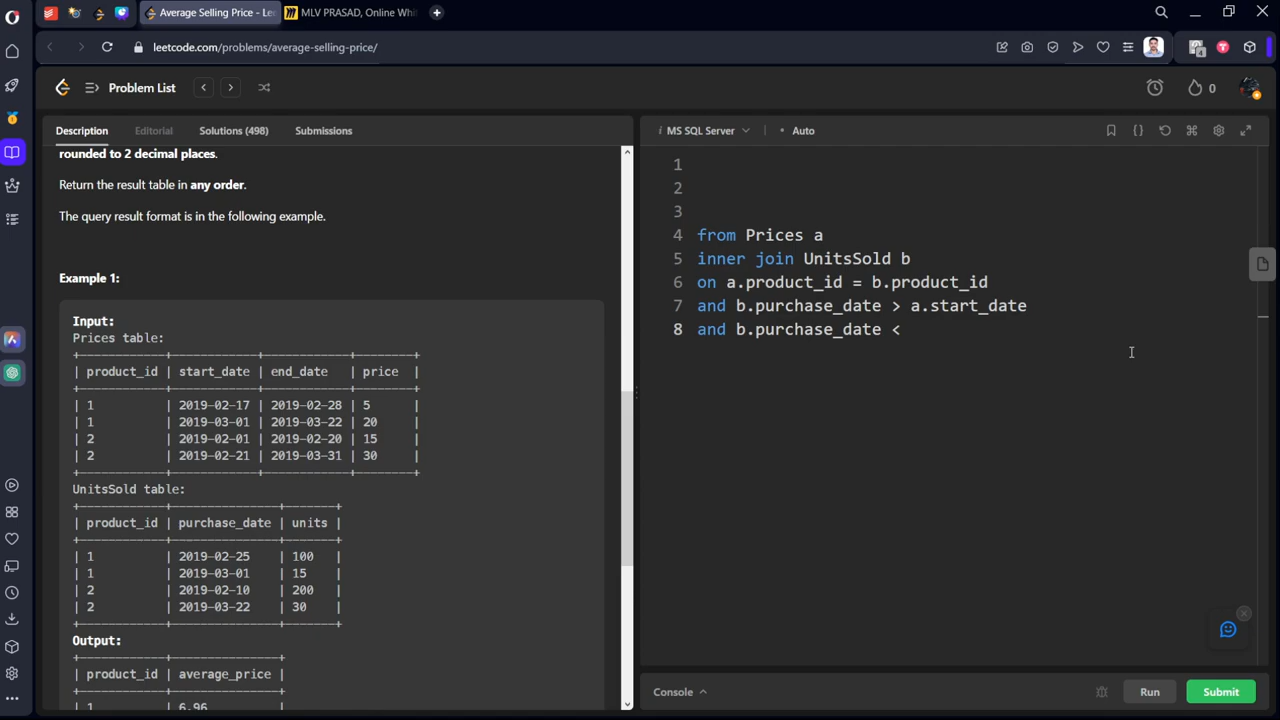 Average Selling Price - Lee
MLV PRASAD, Online Whi
leetcode.com/problems/average-selling-price/
4
Problem List
0
Description
Editorial
Solutions (498)
Submissions
rounded to 2 decimal places.
Return the result table in any order.
The query result format is in the following example.
Example 1:
Input:
Prices table:
+------------+------------+------------+--------+
| product_id | start_date | end_date   | price  |
+------------+------------+------------+--------+
| 1          | 2019-02-17 | 2019-02-28 | 5      |
| 1          | 2019-03-01 | 2019-03-22 | 20     |
| 2          | 2019-02-01 | 2019-02-20 | 15     |
| 2          | 2019-02-21 | 2019-03-31 | 30     |
+------------+------------+------------+--------+
UnitsSold table:
+------------+---------------+-------+
| product_id | purchase_date | units |
+------------+---------------+-------+
| 1          | 2019-02-25    | 100   |
| 1          | 2019-03-01    | 15    |
| 2          | 2019-02-10    | 200   |
| 2          | 2019-03-22    | 30    |
+------------+---------------+-------+
Output:
+------------+---------------+
| product_id | average_price |
+------------+---------------+
| 1          | 6.96          |
i MS SQL Server
• Auto
1
2
3
4 from Prices a
5 inner join UnitsSold b
6 on a.product_id = b.product_id
7 and b.purchase_date > a.start_date
8 and b.purchase_date <
Console
Run
Submit